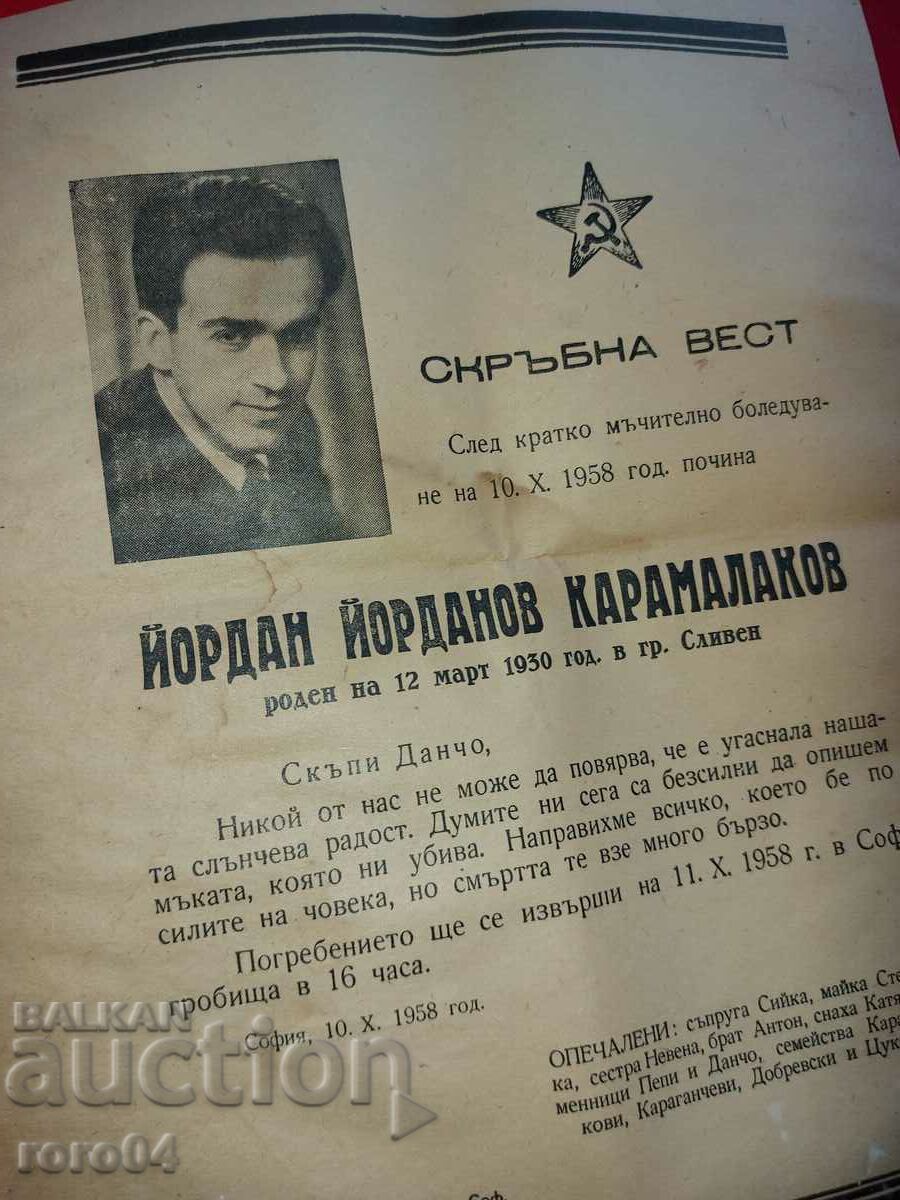 СКРЪБНА ВЕСТ
След кратко мъчително боледува-
не на 10. X. 1958 год. почина
ЙОРДАН ЙОРДАНОВ КАРАМАЛАКОВ
роден на 12 март 1930 год. в гр. Сливен
Скъпи Данчо,
Никой от нас не може да повярва, че е угаснала наша-
та слънчева радост. Думите ни сега са безсилни да опишем
мъката, която ни убива. Направихме всичко, което бе по
силите на човека, но смъртта те взе много бързо.
Погребението ще се извърши на 11. X. 1958 г. в Соф
гробища в 16 часа.
София, 10. X. 1958 год.
ОПЕЧАЛЕНИ: съпруга Сийка, майка Сте
ка, сестра Невена, брат Антон, снаха Катя
менници Пепи и Данчо, семейства Кара
кови, Караганчеви, Добревски и Цук
Соф.
BALKAN
auction
roro04